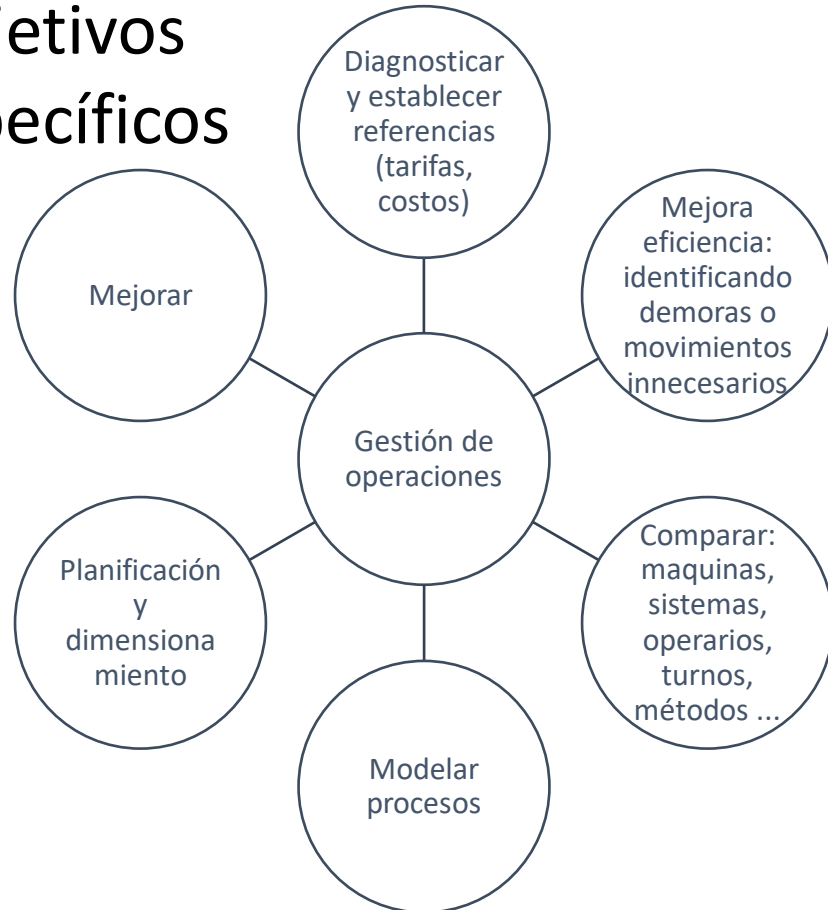 jetivos
pecíficos
Diagnosticar
y establecer
referencias
(tarifas,
costos)
Mejora
eficiencia:
identificando
demoras o
movimientos
innecesarios
Comparar:
maquinas,
sistemas,
operarios,
turnos,
métodos ...
Modelar
procesos
Planificación
y
dimensiona
miento
Mejorar
Gestión de
operaciones